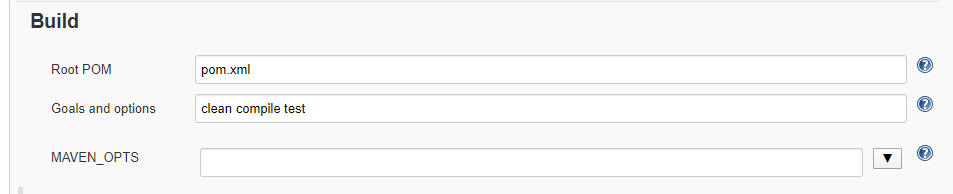 Build
Root POM pom.xml
Goals and options clean compile test
MAVEN_OPTS